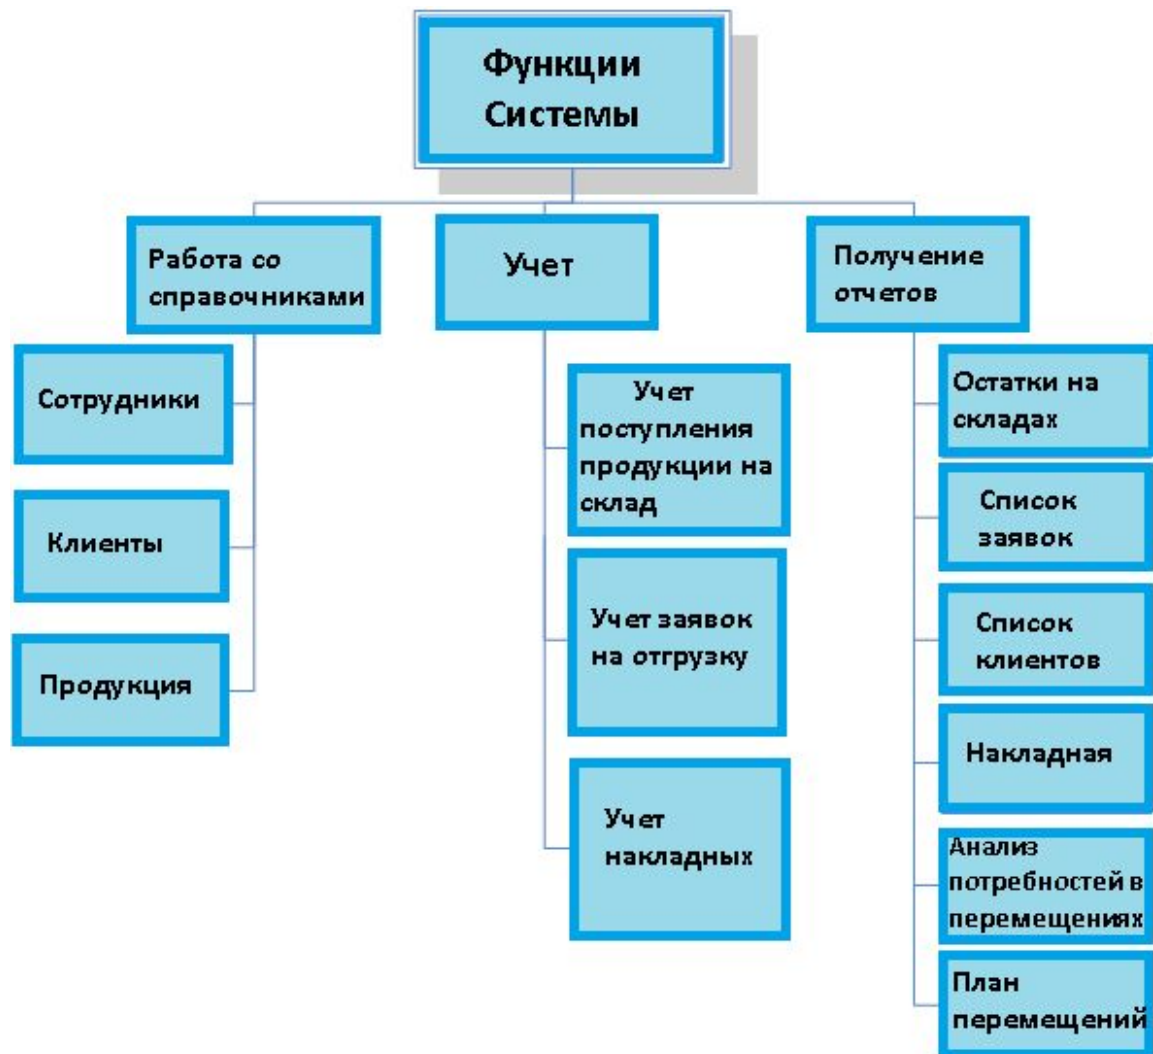 Функции
Системы
Работа со
справочниками
Учет
Получение
отчетов
Сотрудники
Клиенты
Продукция
Учет
поступления
продукции на
склад
Учет заявок
на отгрузку
Учет
накладных
Остатки на
складах
Список
заявок
Список
клиентов
Накладная
Анализ
потребностей в
перемещениях
План
перемещений